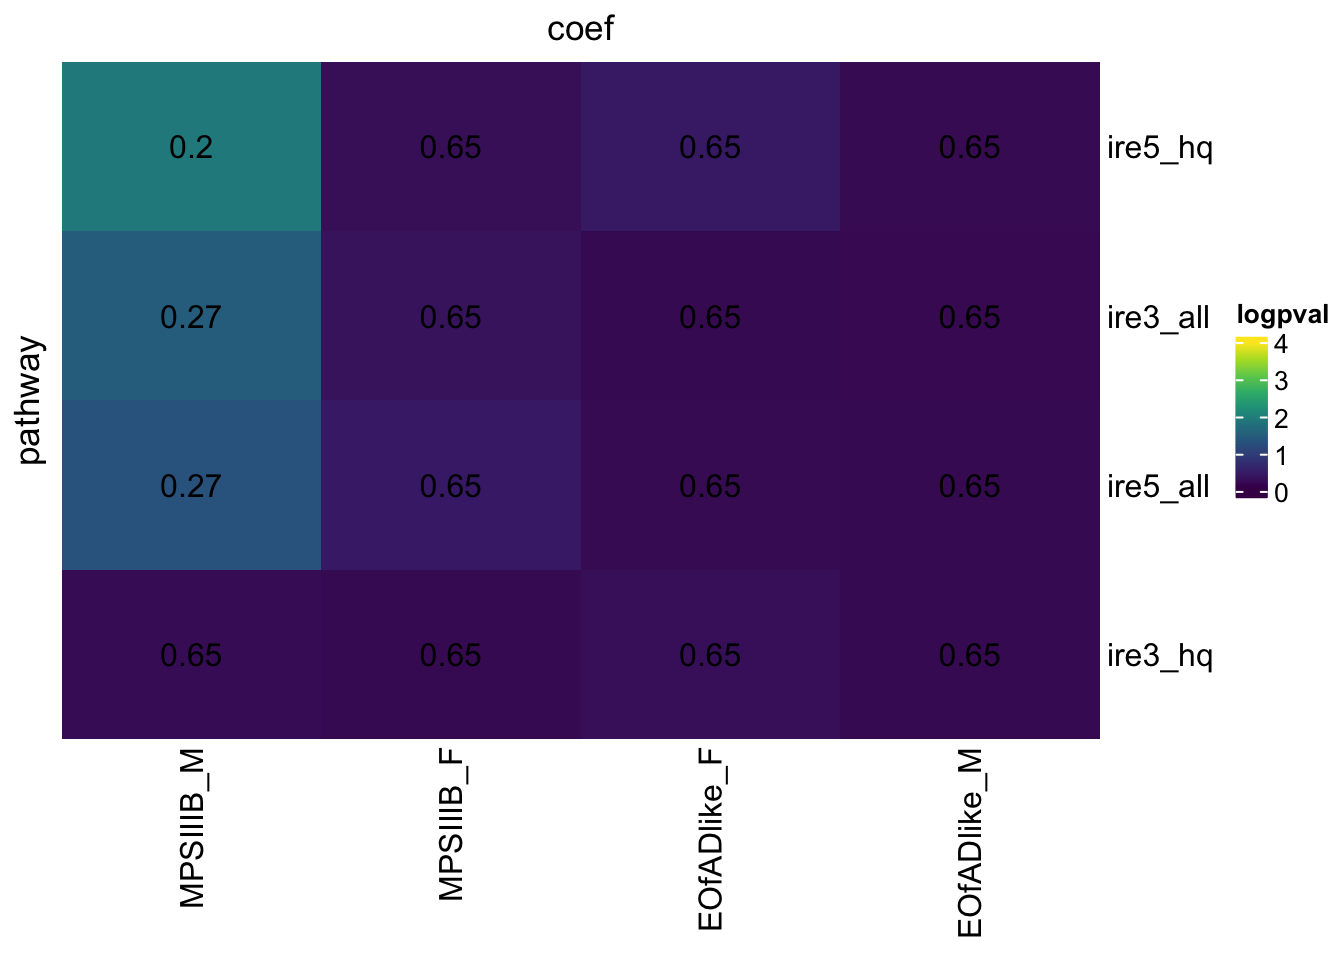 coef
0.2 0.65 0.65 0.65 ire5_hq
0.27 0.65 0.65 0.65 ire3_all
0.27 0.65 0.65 0.65 ire5_all
0.65 0.65 0.65 0.65 ire3_hq
pathway
MPSIIIB_M
MPSIIIB_F
EOfADlike_F
EOfADlike_M
logpval
4
3
2
1
0